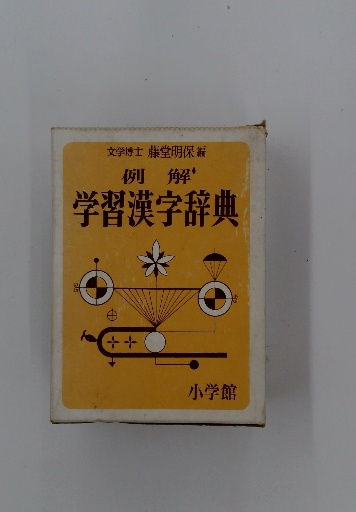 文学博士 藤堂明保 編
例解
学習漢字辞典
小学館